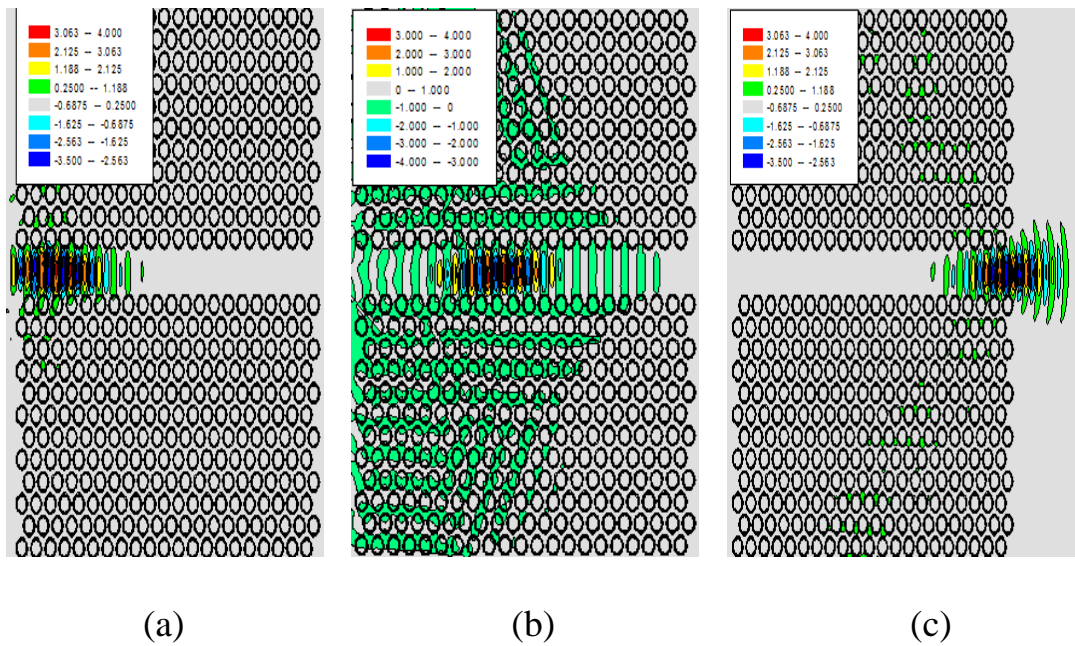 3.063 -- 4.000
2.125 -- 3.063
1.188 -- 2.125
0.2500 -- 1.188
-0.6875 -- 0.2500
-1.625 -- -0.6875
-2.563 -- -1.625
-3.500 -- -2.563
3.000 -- 4.000
2.000 -- 3.000
1.000 -- 2.000
0 -- 1.000
-1.000 -- 0
-2.000 -- -1.000
-3.000 -- -2.000
-4.000 -- -3.000
3.063 -- 4.000
2.125 -- 3.063
1.188 -- 2.125
0.2500 -- 1.188
-0.6875 -- 0.2500
-1.625 -- -0.6875
-2.563 -- -1.625
-3.500 -- -2.563
(a)
(b)
(c)